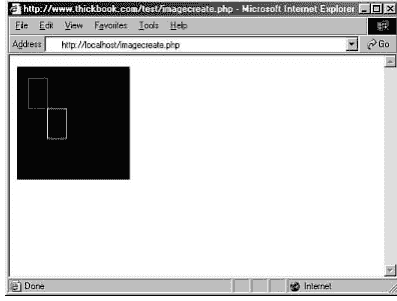 http://www.thickbook.com/test/imagecreate.php - Microsoft Internet Explorer
File Edit View Favorites Tools Help
Address http://localhost/imagecreate.php Go
Done Internet